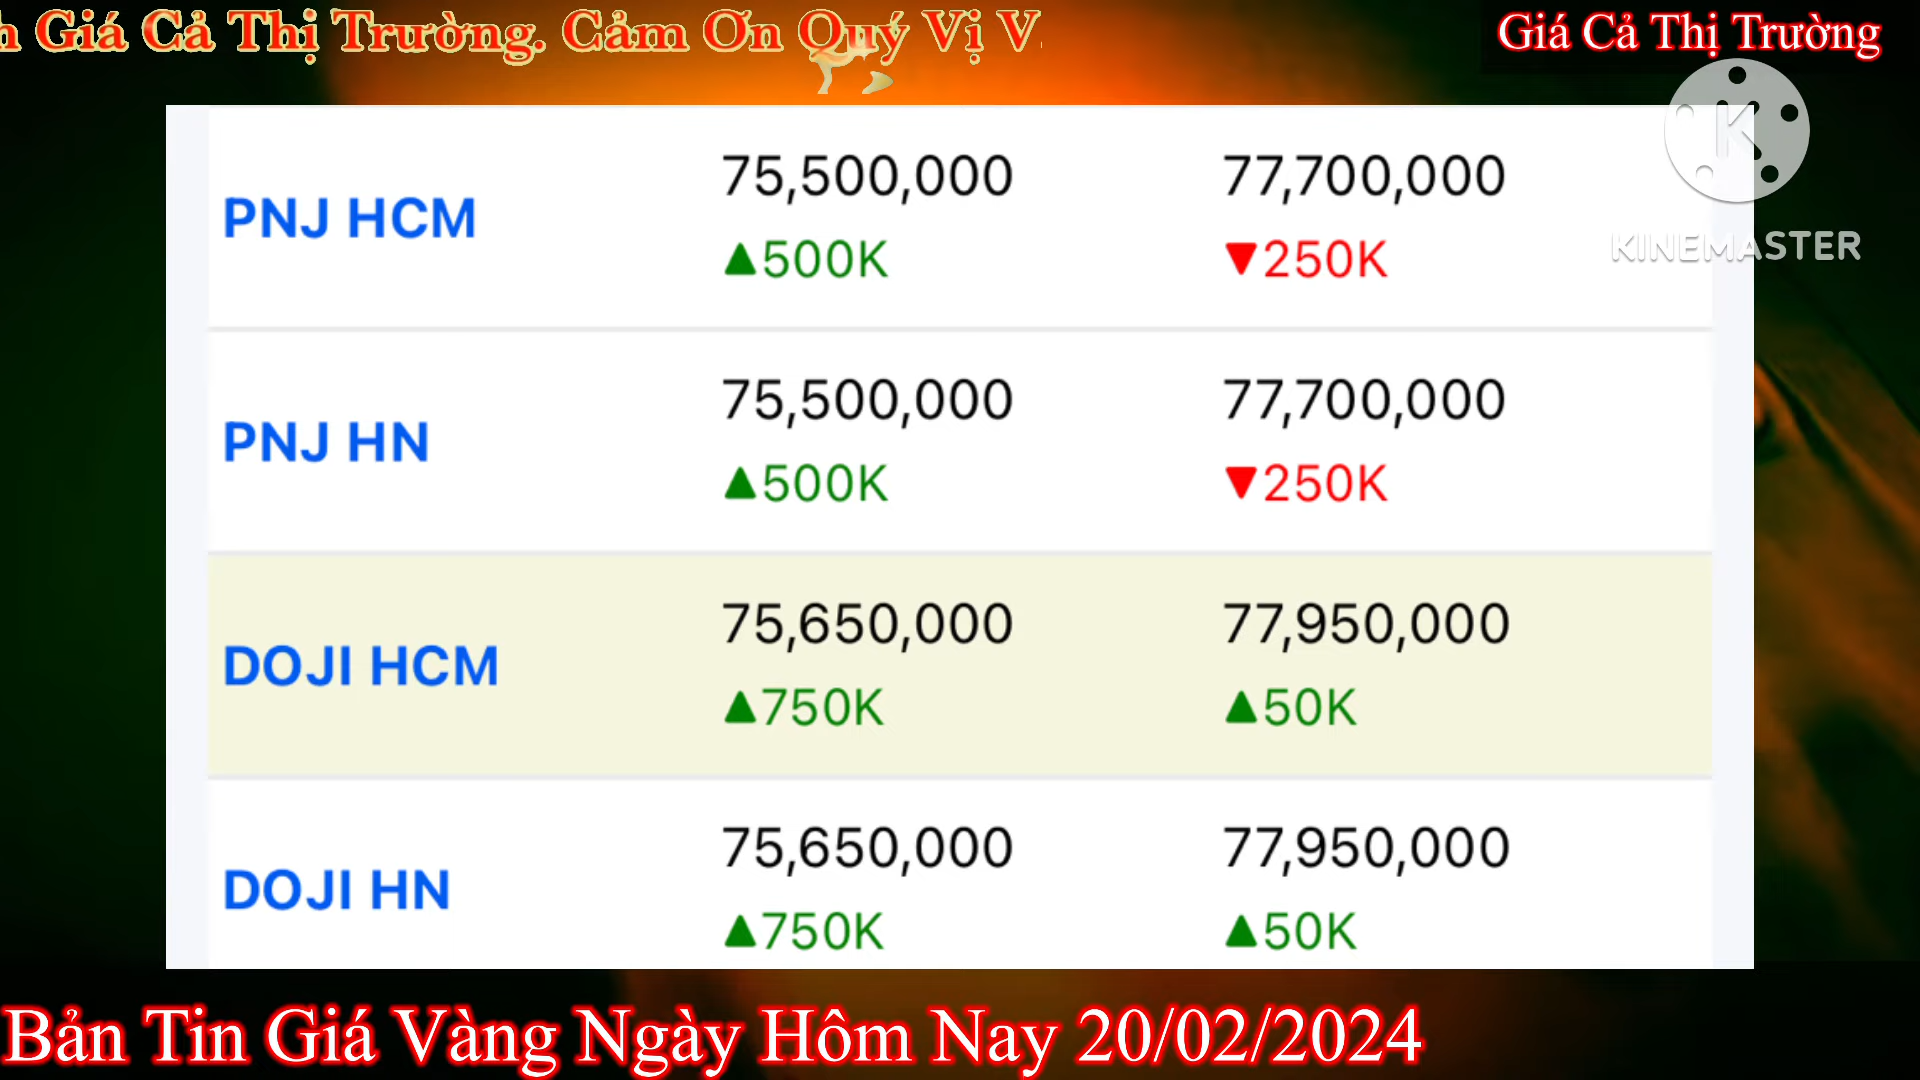 Giá Cả Thị Trường. Cảm Ơn Quý Vị
Giá Cả Thị Trường
K
KINEMASTER
PNJ HCM 75,500,000 77,700,000
▲500K ▼250K
PNJ HN 75,500,000 77,700,000
▲500K ▼250K
DOJI HCM 75,650,000 77,950,000
▲750K ▲50K
DOJI HN 75,650,000 77,950,000
▲750K ▲50K
Bản Tin Giá Vàng Ngày Hôm Nay 20/02/2024